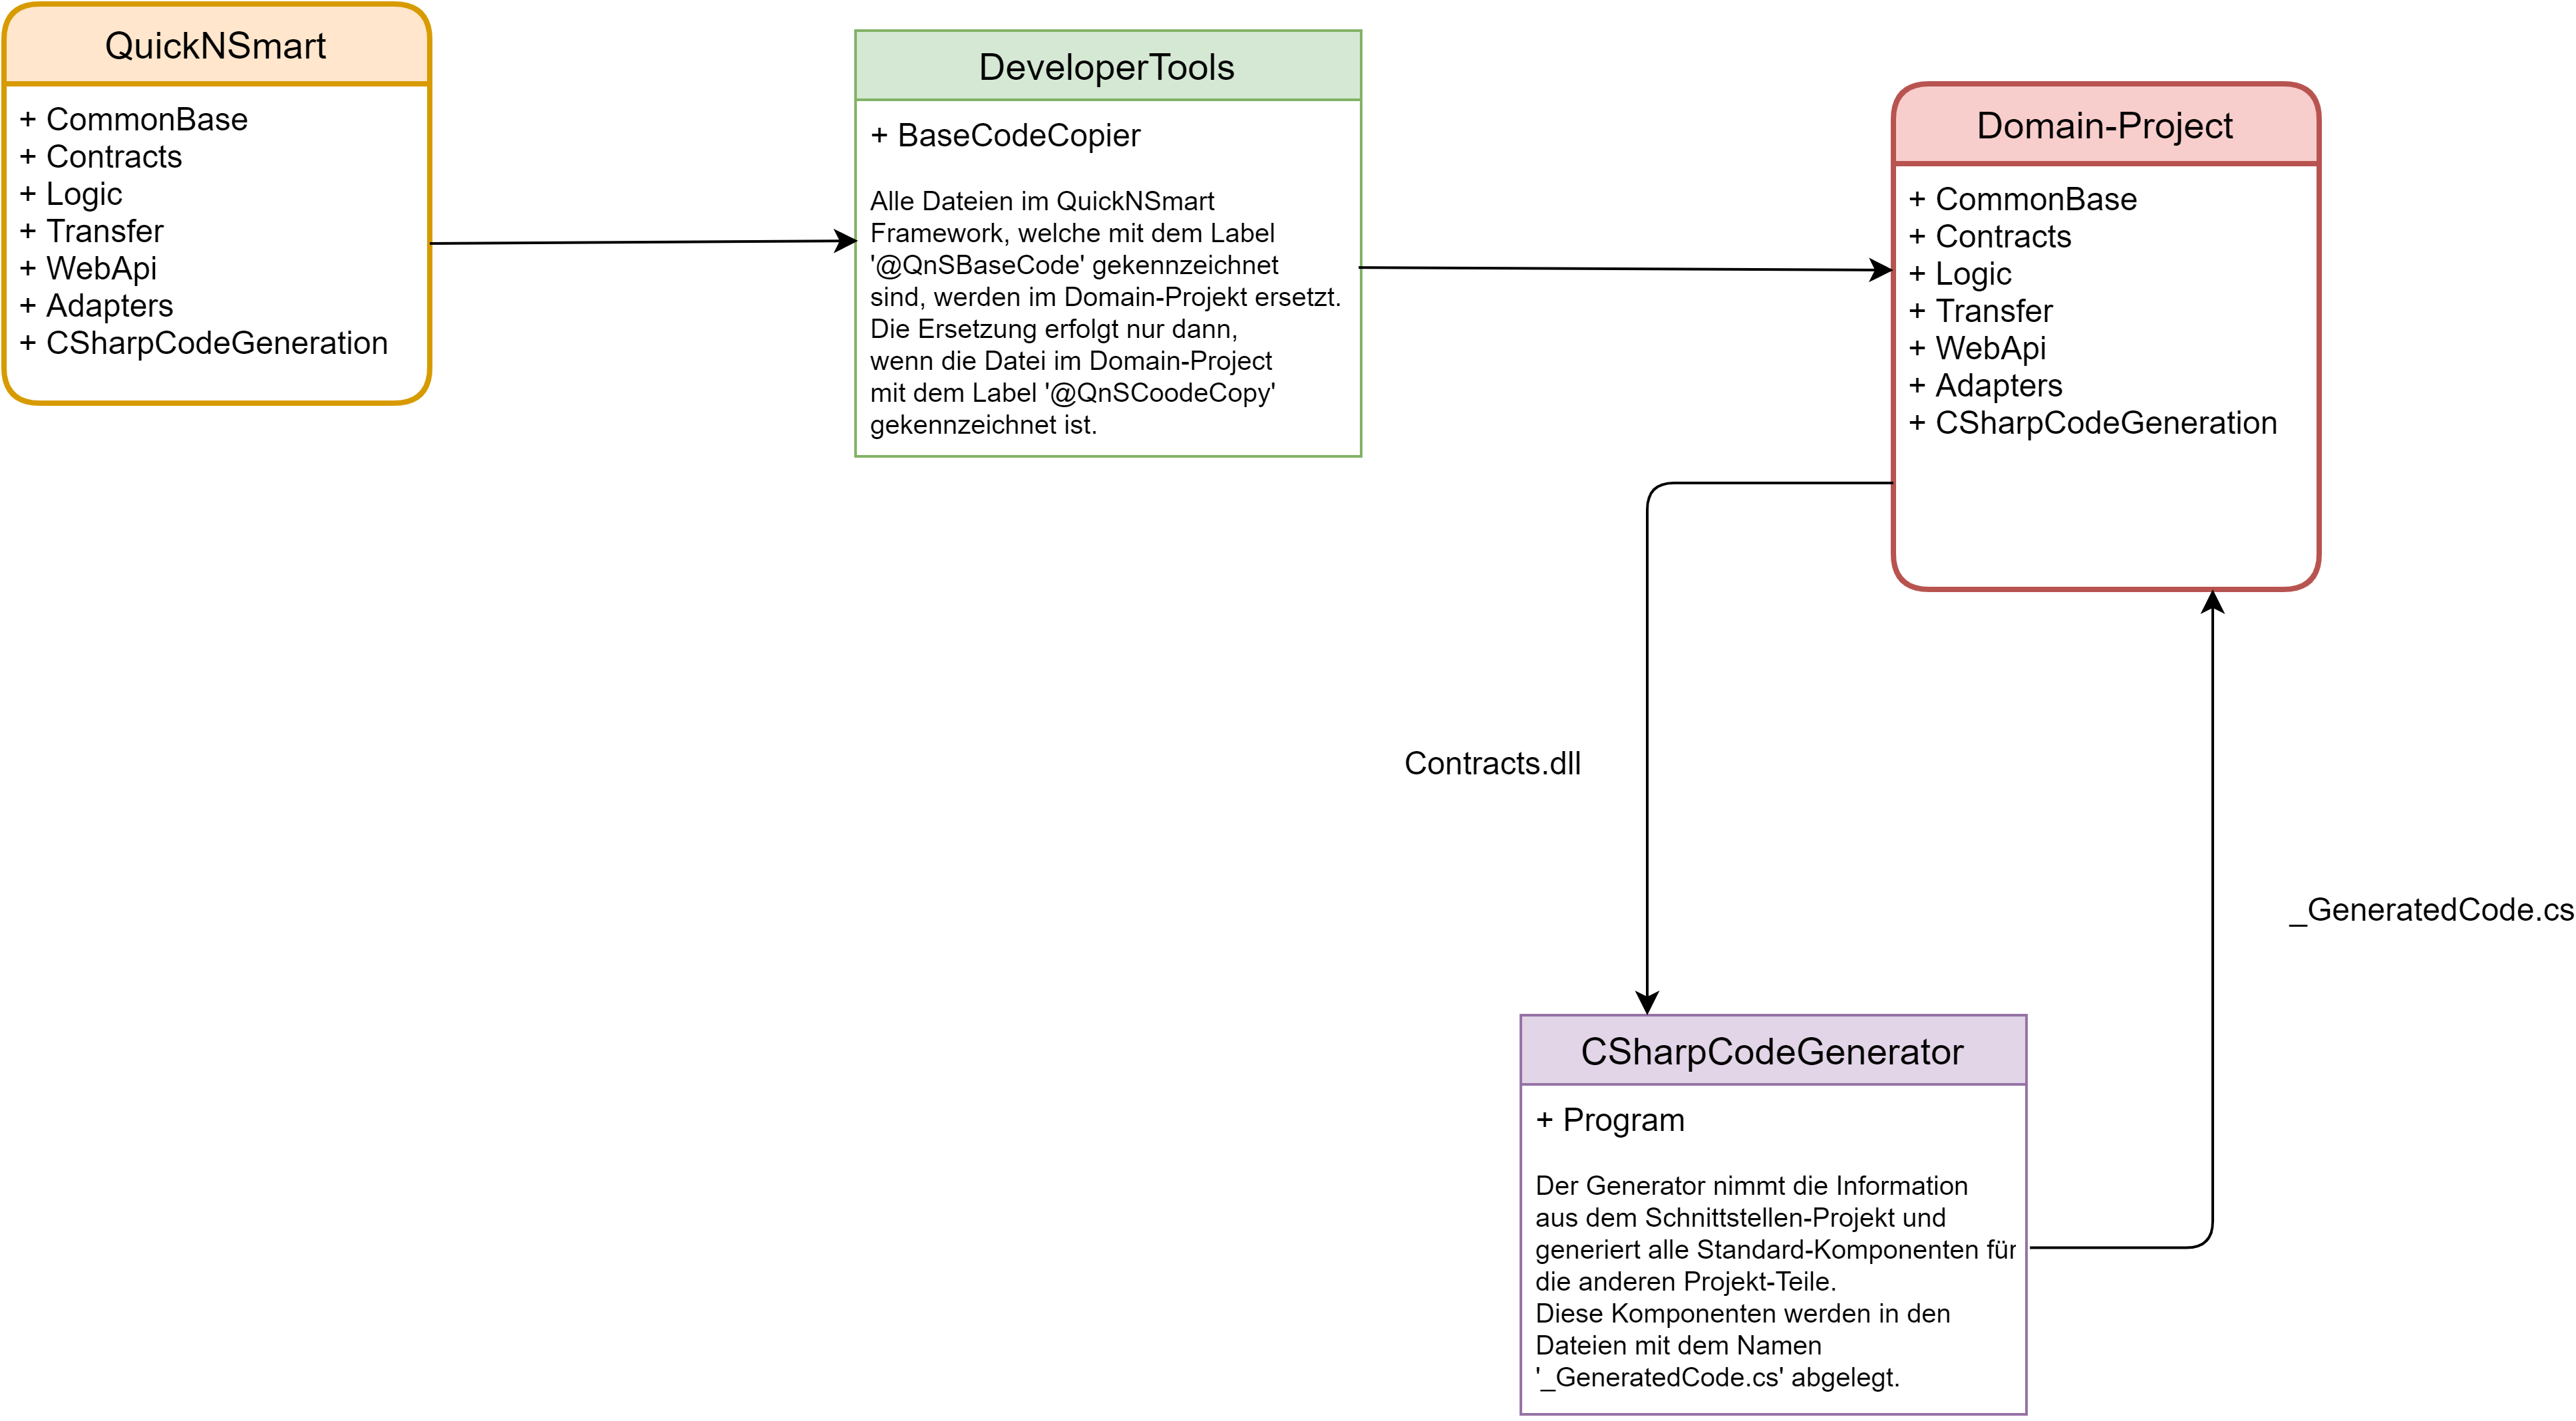 QuickNSmart
+ CommonBase
+ Contracts
+ Logic
+ Transfer
+ WebApi
+ Adapters
+ CSharpCodeGeneration
DeveloperTools
+ BaseCodeCopier
Alle Dateien im QuickNSmart
Framework, welche mit dem Label
'@QnSBaseCode' gekennzeichnet
sind, werden im Domain-Projekt ersetzt.
Die Ersetzung erfolgt nur dann,
wenn die Datei im Domain-Project
mit dem Label '@QnSCoodeCopy'
gekennzeichnet ist.
Domain-Project
+ CommonBase
+ Contracts
+ Logic
+ Transfer
+ WebApi
+ Adapters
+ CSharpCodeGeneration
Contracts.dll
_GeneratedCode.cs
CSharpCodeGenerator
+ Program
Der Generator nimmt die Information
aus dem Schnittstellen-Projekt und
generiert alle Standard-Komponenten für
die anderen Projekt-Teile.
Diese Komponenten werden in den
Dateien mit dem Namen
'_GeneratedCode.cs' abgelegt.